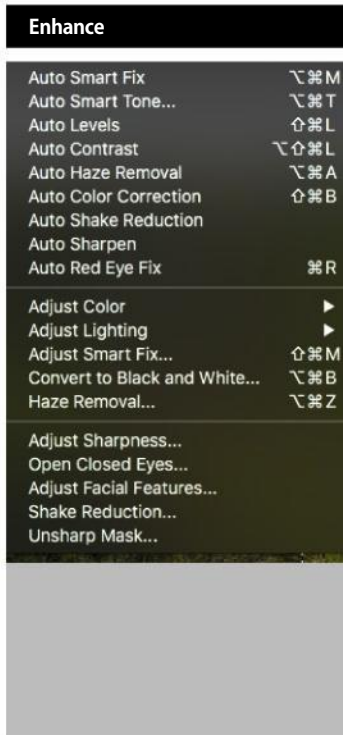 Enhance
Auto Smart Fix ⌥⌘M
Auto Smart Tone... ⌥⌘T
Auto Levels ⇧⌘L
Auto Contrast ⌥⇧⌘L
Auto Haze Removal ⌥⌘A
Auto Color Correction ⇧⌘B
Auto Shake Reduction
Auto Sharpen
Auto Red Eye Fix ⌘R
Adjust Color ▶
Adjust Lighting ▶
Adjust Smart Fix... ⇧⌘M
Convert to Black and White... ⌥⌘B
Haze Removal... ⌥⌘Z
Adjust Sharpness...
Open Closed Eyes...
Adjust Facial Features...
Shake Reduction...
Unsharp Mask...